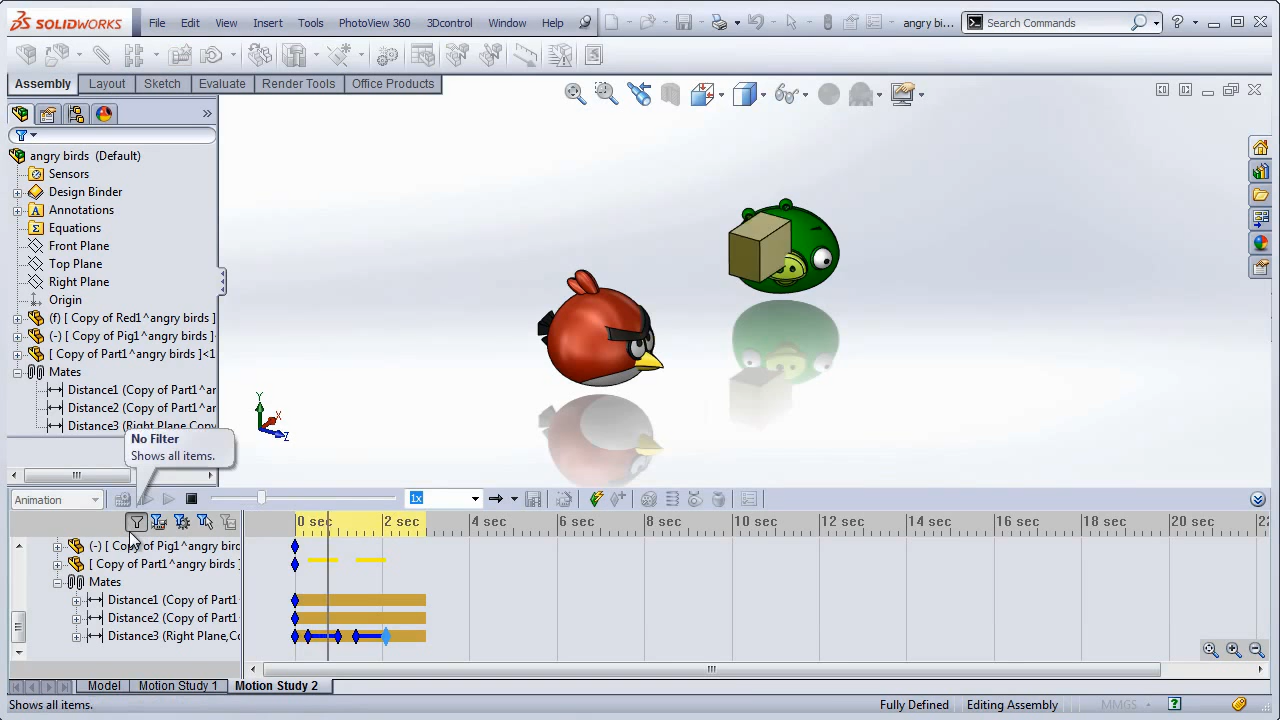 SOLIDWORKS File Edit View Insert Tools PhotoView 360 3Dcontrol Window Help angry bi... Search Commands
Assembly Layout Sketch Evaluate Render Tools Office Products
angry birds (Default)
Sensors
Design Binder
Annotations
Equations
Front Plane
Top Plane
Right Plane
Origin
(f) [ Copy of Red1^angry birds ]
(-) [ Copy of Pig1^angry birds ]
[ Copy of Part1^angry birds ]<1
Mates
Distance1 (Copy of Part1^ar
Distance2 (Copy of Part1^ar
Distance3 (Right Plane,Copy
No Filter
Shows all items.
Y
X
Z
Animation 1x
0 sec 2 sec 4 sec 6 sec 8 sec 10 sec 12 sec 14 sec 16 sec 18 sec 20 sec 22
(-) [ Copy of Pig1^angry bird
[ Copy of Part1^angry birds ]
Mates
Distance1 (Copy of Part1
Distance2 (Copy of Part1
Distance3 (Right Plane,Co
Model Motion Study 1 Motion Study 2
Shows all items. Fully Defined Editing Assembly MMGS